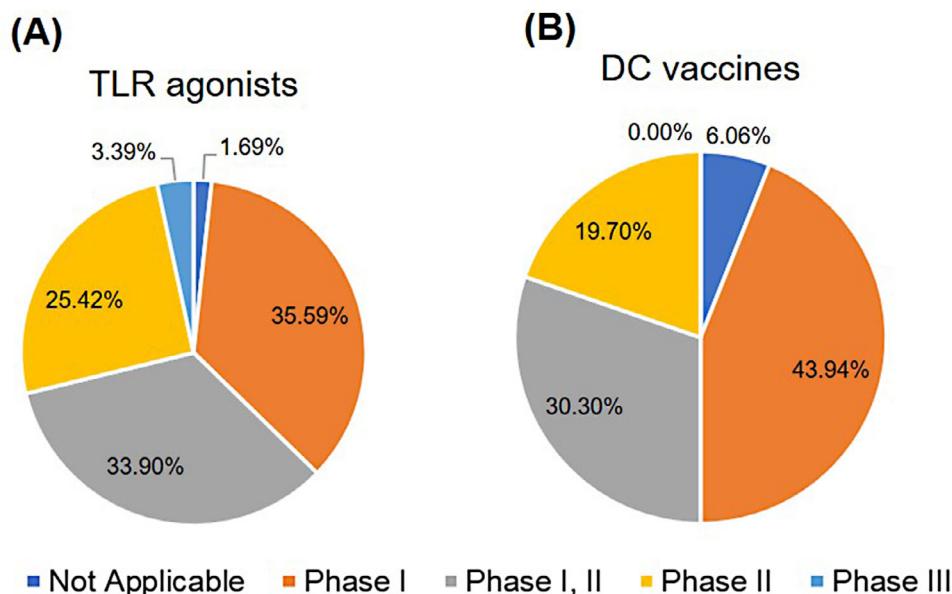 (A)
TLR agonists
3.39%
1.69%
25.42%
35.59%
33.90%
(B)
DC vaccines
0.00%
6.06%
19.70%
43.94%
30.30%
Not Applicable
Phase I
Phase I, II
Phase II
Phase III